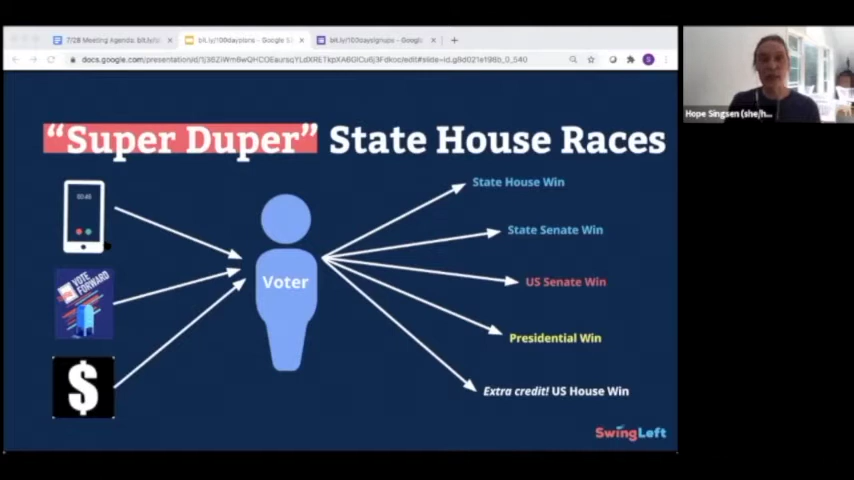 7/28 Meeting Agenda. bit.ly/s
bit.ly/100dayplans - Google S
bit.ly/100daysignups - Google
“Super Duper” State House Races
Hope Singsen (she/h...
State House Win
VOTE
FORWARD
State Senate Win
Voter
US Senate Win
Presidential Win
$
Extra credit! US House Win
SwingLeft